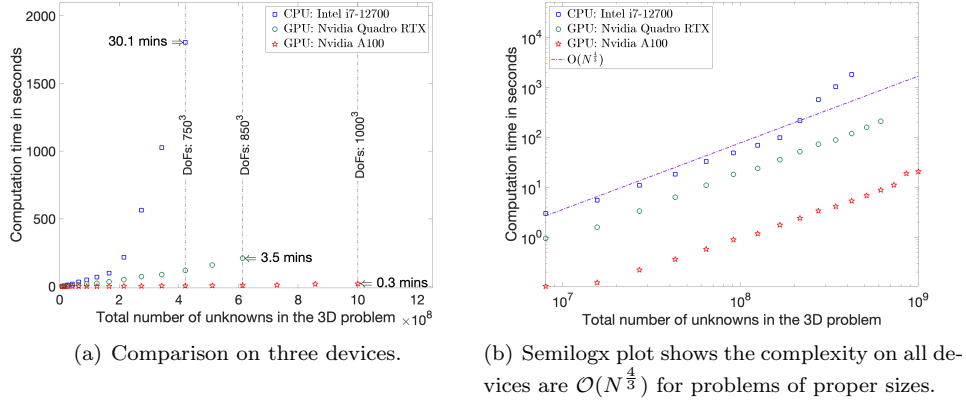 2000
1500
1000
500
0
0 2 4 6 8 10 12
×10⁸
Computation time in seconds
Total number of unknowns in the 3D problem
CPU: Intel i7-12700
GPU: Nvidia Quadro RTX
GPU: Nvidia A100
30.1 mins
3.5 mins
0.3 mins
DoFs: 750³
DoFs: 850³
DoFs: 1000³
(a) Comparison on three devices.
10⁴
10³
10²
10¹
10⁰
10⁷ 10⁸ 10⁹
Computation time in seconds
Total number of unknowns in the 3D problem
CPU: Intel i7-12700
GPU: Nvidia Quadro RTX
GPU: Nvidia A100
O(N^{4/3})
(b) Semilogx plot shows the complexity on all de-
vices are 𝒪(N^{4/3}) for problems of proper sizes.